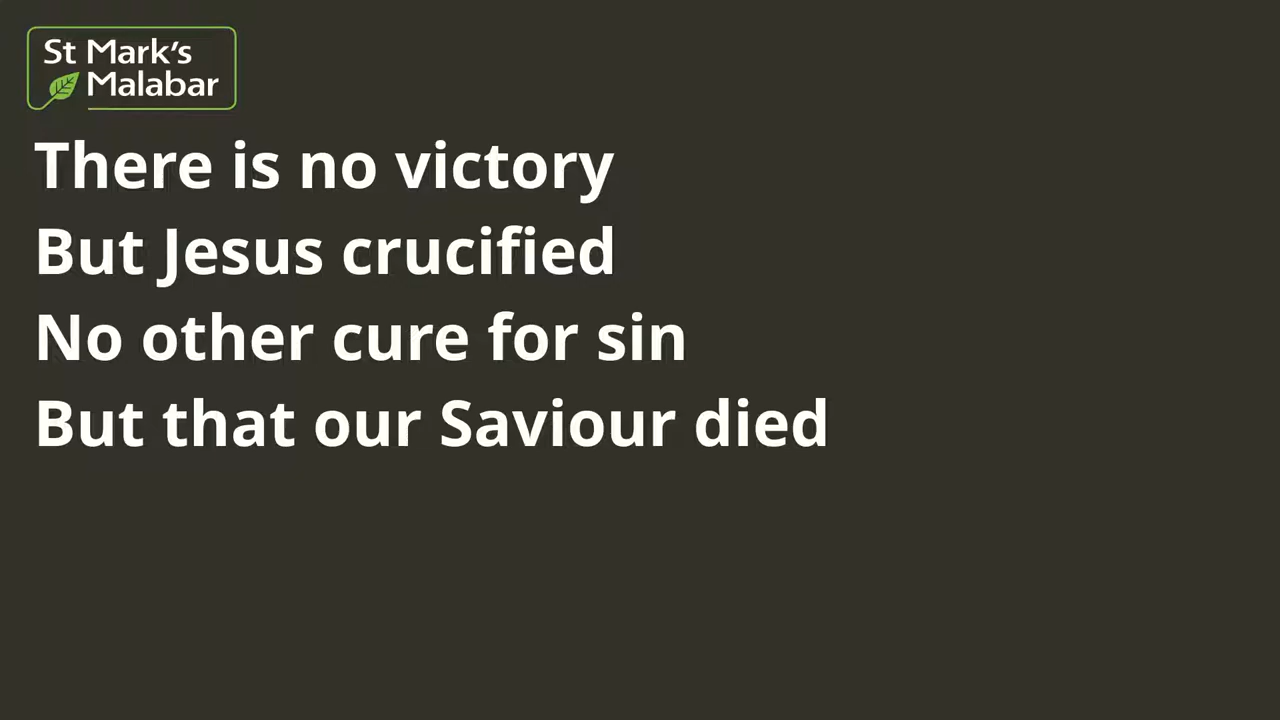 St Mark's
Malabar
There is no victory
But Jesus crucified
No other cure for sin
But that our Saviour died